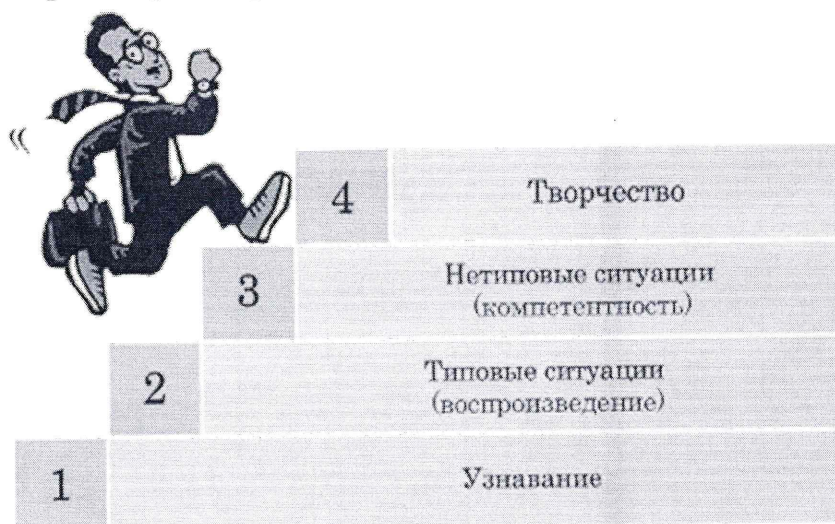 «
4 Творчество
3 Нетиповые ситуации
(компетентность)
2 Типовые ситуации
(воспроизведение)
1 Узнавание